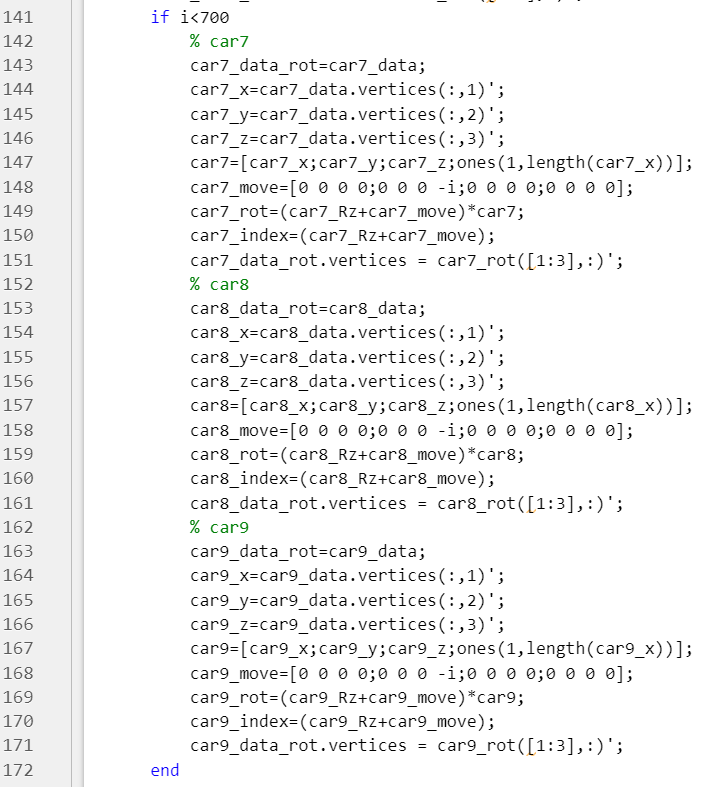 141 if i<700
142 % car7
143 car7_data_rot=car7_data;
144 car7_x=car7_data.vertices(:,1)';
145 car7_y=car7_data.vertices(:,2)';
146 car7_z=car7_data.vertices(:,3)';
147 car7=[car7_x;car7_y;car7_z;ones(1,length(car7_x))];
148 car7_move=[0 0 0 0;0 0 0 -i;0 0 0 0;0 0 0 0];
149 car7_rot=(car7_Rz+car7_move)*car7;
150 car7_index=(car7_Rz+car7_move);
151 car7_data_rot.vertices = car7_rot([1:3],:)';
152 % car8
153 car8_data_rot=car8_data;
154 car8_x=car8_data.vertices(:,1)';
155 car8_y=car8_data.vertices(:,2)';
156 car8_z=car8_data.vertices(:,3)';
157 car8=[car8_x;car8_y;car8_z;ones(1,length(car8_x))];
158 car8_move=[0 0 0 0;0 0 0 -i;0 0 0 0;0 0 0 0];
159 car8_rot=(car8_Rz+car8_move)*car8;
160 car8_index=(car8_Rz+car8_move);
161 car8_data_rot.vertices = car8_rot([1:3],:)';
162 % car9
163 car9_data_rot=car9_data;
164 car9_x=car9_data.vertices(:,1)';
165 car9_y=car9_data.vertices(:,2)';
166 car9_z=car9_data.vertices(:,3)';
167 car9=[car9_x;car9_y;car9_z;ones(1,length(car9_x))];
168 car9_move=[0 0 0 0;0 0 0 -i;0 0 0 0;0 0 0 0];
169 car9_rot=(car9_Rz+car9_move)*car9;
170 car9_index=(car9_Rz+car9_move);
171 car9_data_rot.vertices = car9_rot([1:3],:)';
172 end